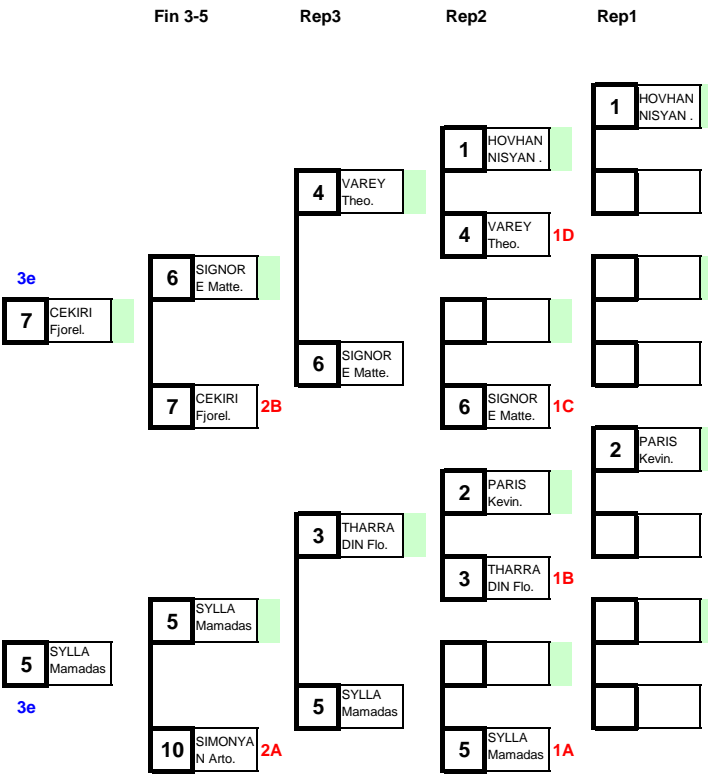 Fin 3-5 Rep3 Rep2 Rep1
1 HOVHAN
NISYAN .
1 HOVHAN
NISYAN .
4 VAREY
Theo.
4 VAREY
Theo.
1D
3e
6 SIGNOR
E Matte.
7 CEKIRI
Fjorel.
6 SIGNOR
E Matte.
7 CEKIRI
Fjorel.
2B
6 SIGNOR
E Matte.
1C
2 PARIS
Kevin.
2 PARIS
Kevin.
3 THARRA
DIN Flo.
3 THARRA
DIN Flo.
1B
5 SYLLA
Mamadas
5 SYLLA
Mamadas
3e
5 SYLLA
Mamadas
10 SIMONYA
N Arto.
2A
5 SYLLA
Mamadas
1A